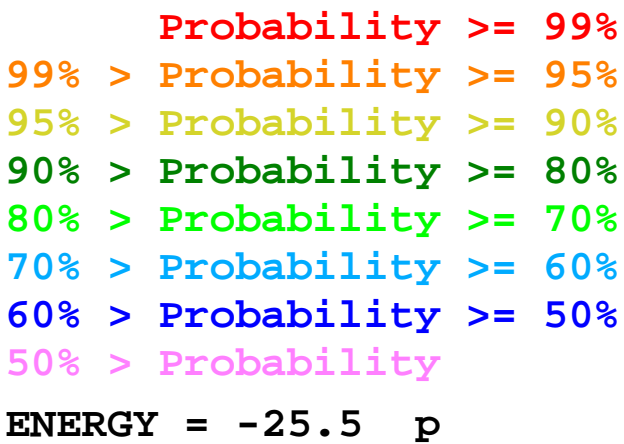 Probability >= 99%
99% > Probability >= 95%
95% > Probability >= 90%
90% > Probability >= 80%
80% > Probability >= 70%
70% > Probability >= 60%
60% > Probability >= 50%
50% > Probability
ENERGY = -25.5 p